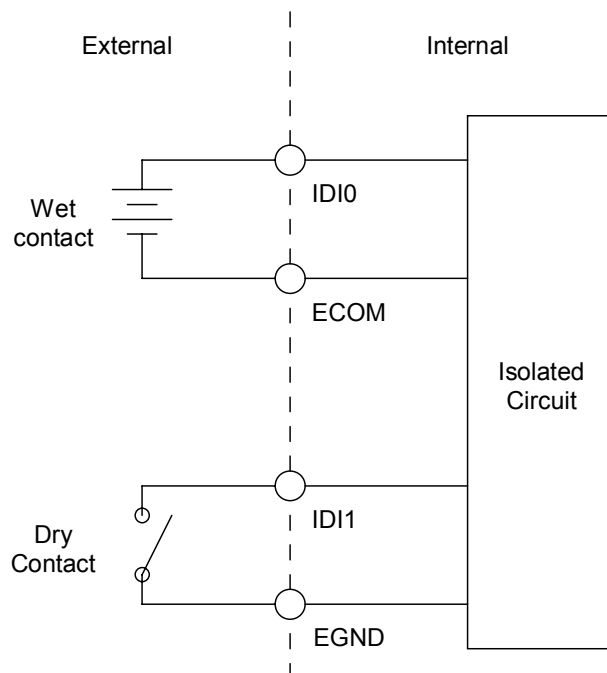 External
Internal
IDI0
Wet
contact
ECOM
Isolated
Circuit
IDI1
Dry
Contact
EGND